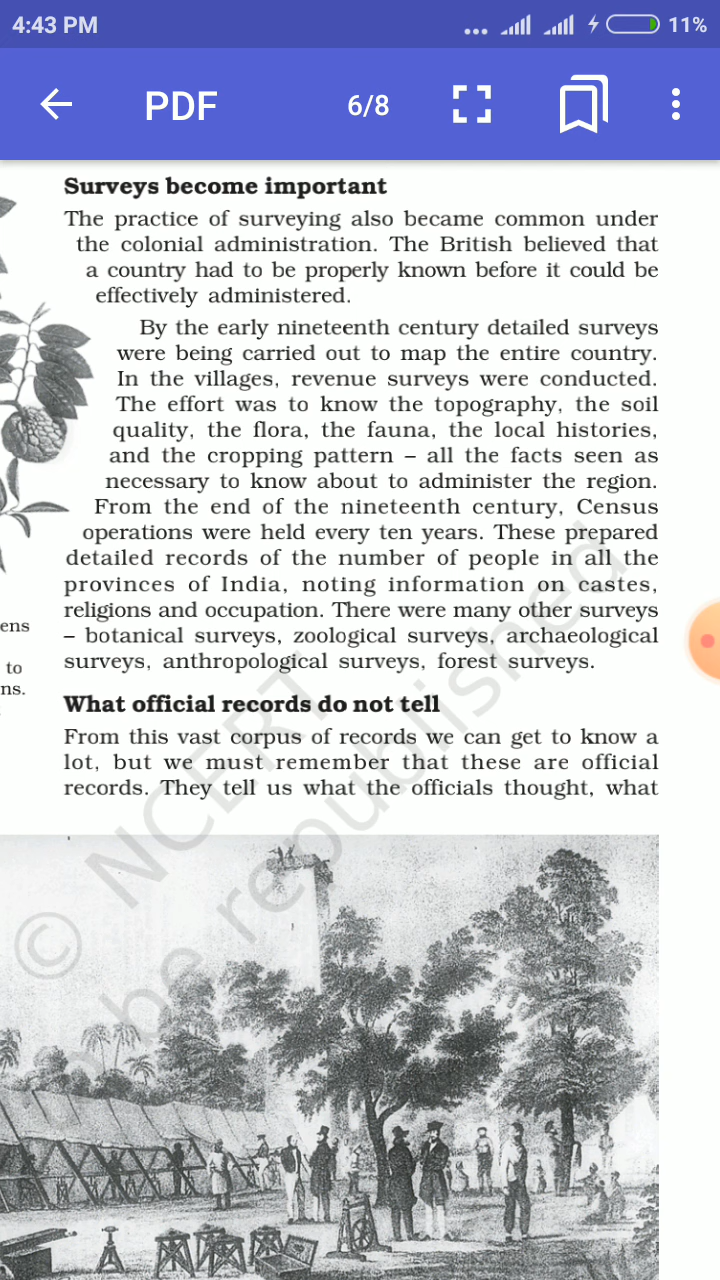 4:43 PM
11%
PDF
6/8
Surveys become important
The practice of surveying also became common under
the colonial administration. The British believed that
a country had to be properly known before it could be
effectively administered.
By the early nineteenth century detailed surveys
were being carried out to map the entire country.
In the villages, revenue surveys were conducted.
The effort was to know the topography, the soil
quality, the flora, the fauna, the local histories,
and the cropping pattern – all the facts seen as
necessary to know about to administer the region.
From the end of the nineteenth century, Census
operations were held every ten years. These prepared
detailed records of the number of people in all the
provinces of India, noting information on castes,
religions and occupation. There were many other surveys
– botanical surveys, zoological surveys, archaeological
surveys, anthropological surveys, forest surveys.
ens
to
ns.
What official records do not tell
From this vast corpus of records we can get to know a
lot, but we must remember that these are official
records. They tell us what the officials thought, what
© NCERT
be republished